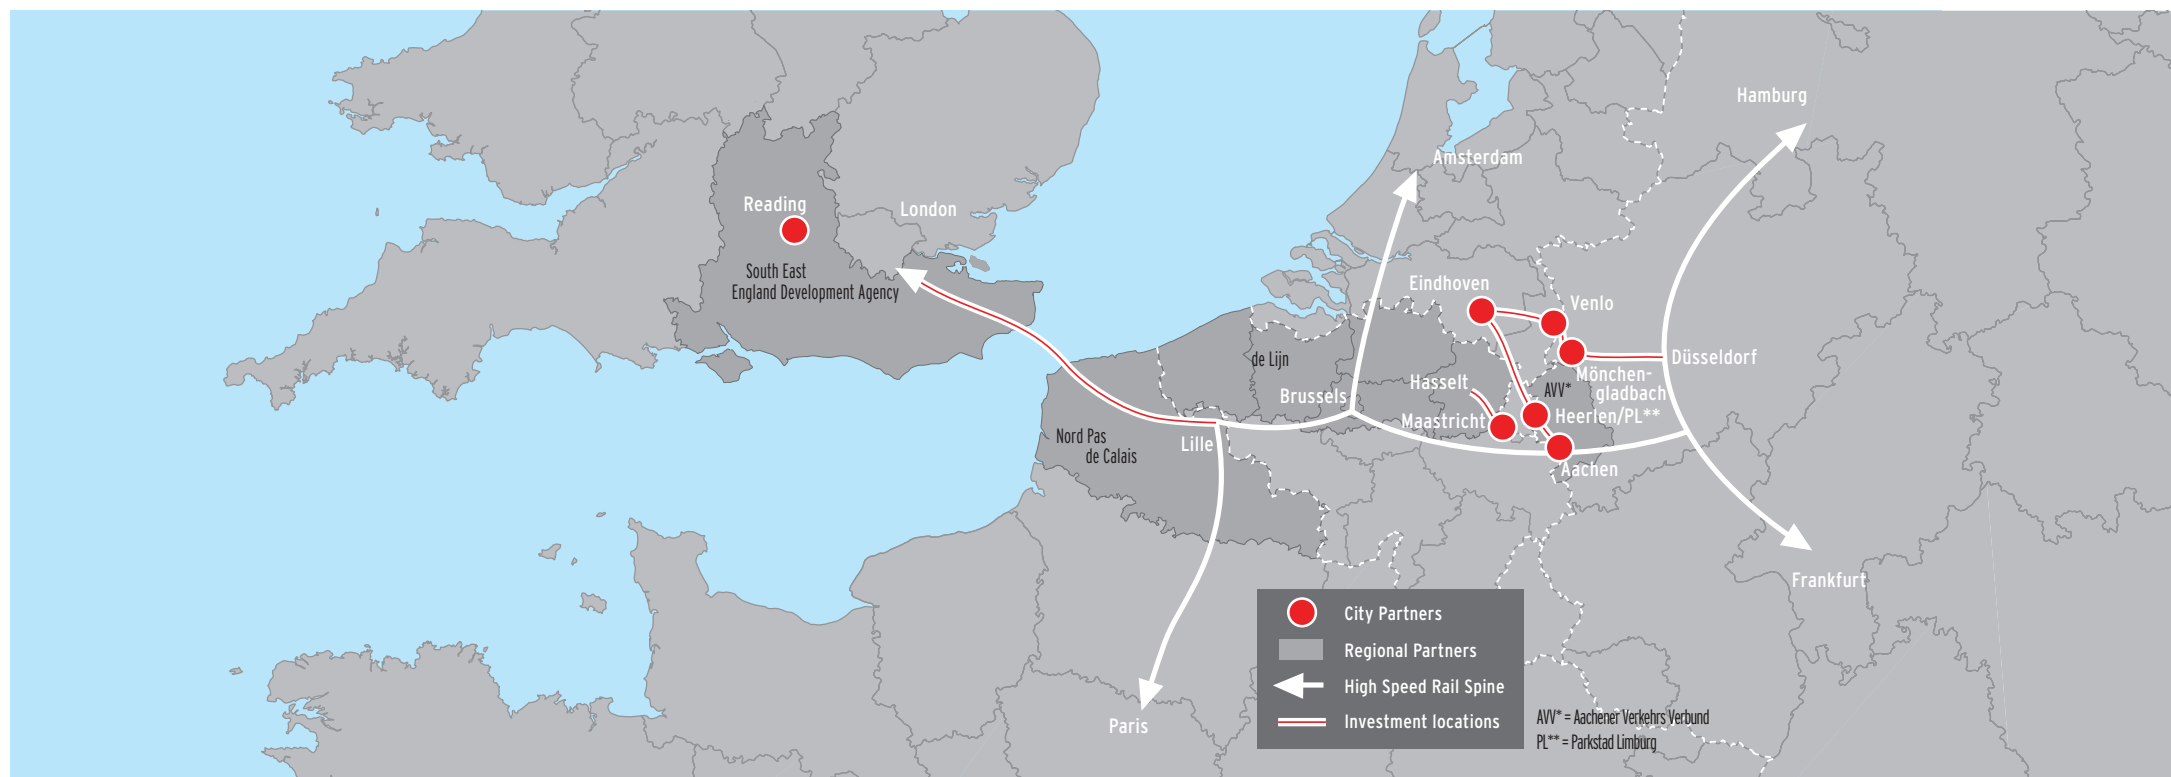 Hamburg
Amsterdam
Reading
London
South East
England Development Agency
Eindhoven
Venlo
de Lijn
Düsseldorf
Mönchen-
gladbach
Hasselt
AVV*
Brussels
Maastricht
Heerlen/PL**
Nord Pas
de Calais
Lille
Aachen
Frankfurt
Paris
City Partners
Regional Partners
High Speed Rail Spine
Investment locations
AVV* = Aachener Verkehrs Verbund
PL** = Parkstad Limburg